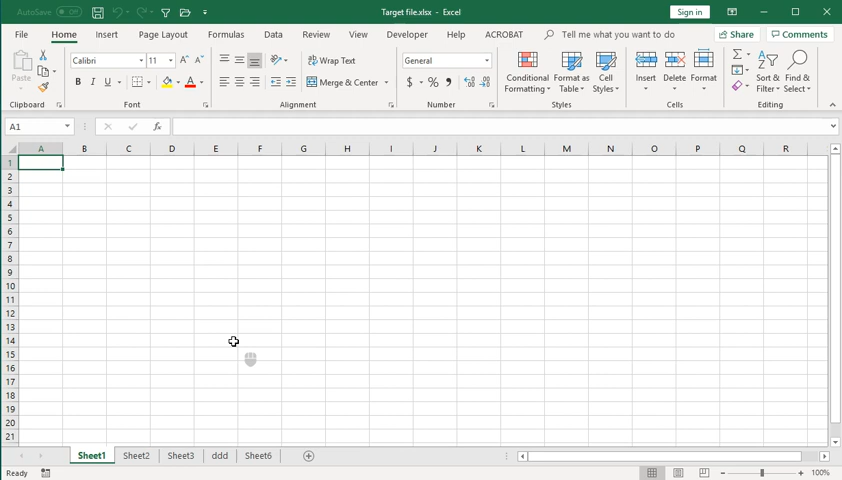 AutoSave Off Target file.xlsx - Excel Sign in
File Home Insert Page Layout Formulas Data Review View Developer Help ACROBAT Tell me what you want to do Share Comments
Paste Calibri 11 Wrap Text General Conditional Formatting Format as Table Cell Styles Insert Delete Format Sort & Filter Find & Select
B I U A Merge & Center $ % ,
Clipboard Font Alignment Number Styles Cells Editing
A1 fx
A B C D E F G H I J K L M N O P Q R
1
2
3
4
5
6
7
8
9
10
11
12
13
14
15
16
17
18
19
20
21
Sheet1 Sheet2 Sheet3 ddd Sheet6
Ready 100%